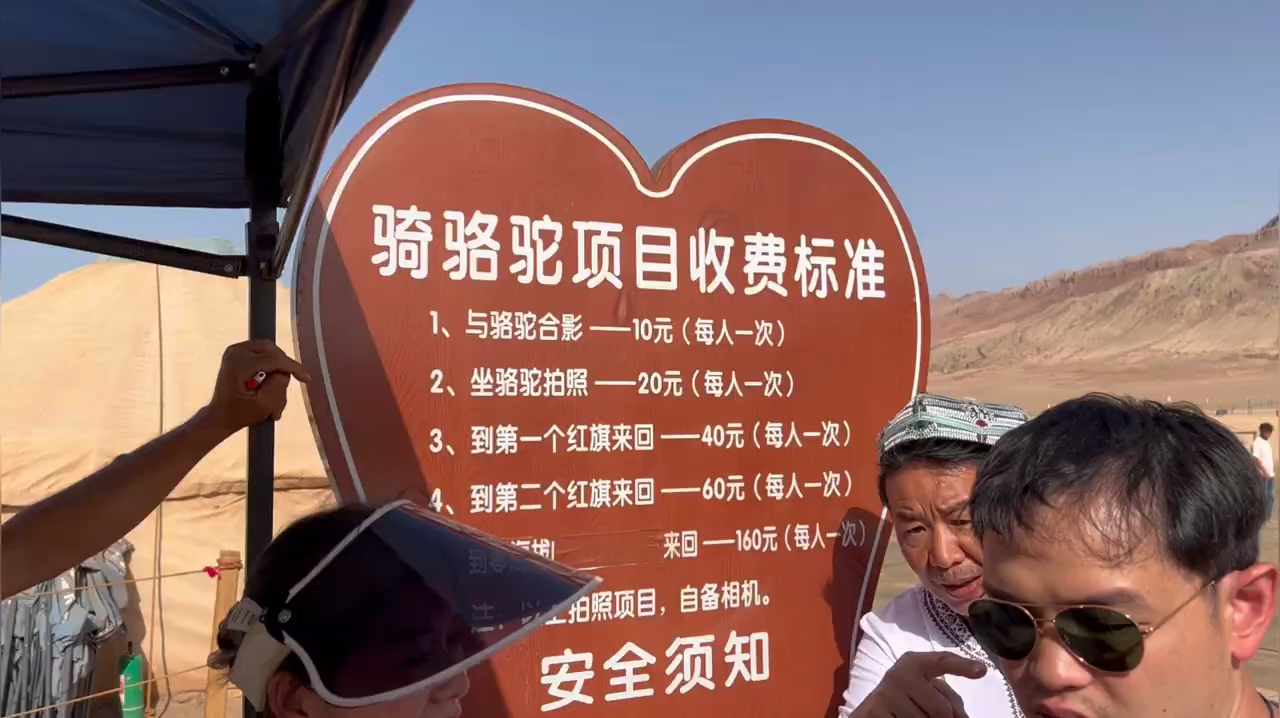 骑骆驼项目收费标准
1、与骆驼合影——10元（每人一次）
2、坐骆驼拍照——20元（每人一次）
3、到第一个红旗来回——40元（每人一次）
4、到第二个红旗来回——60元（每人一次）
来回——160元（每人一次）
注：以上拍照项目，自备相机。
安全须知